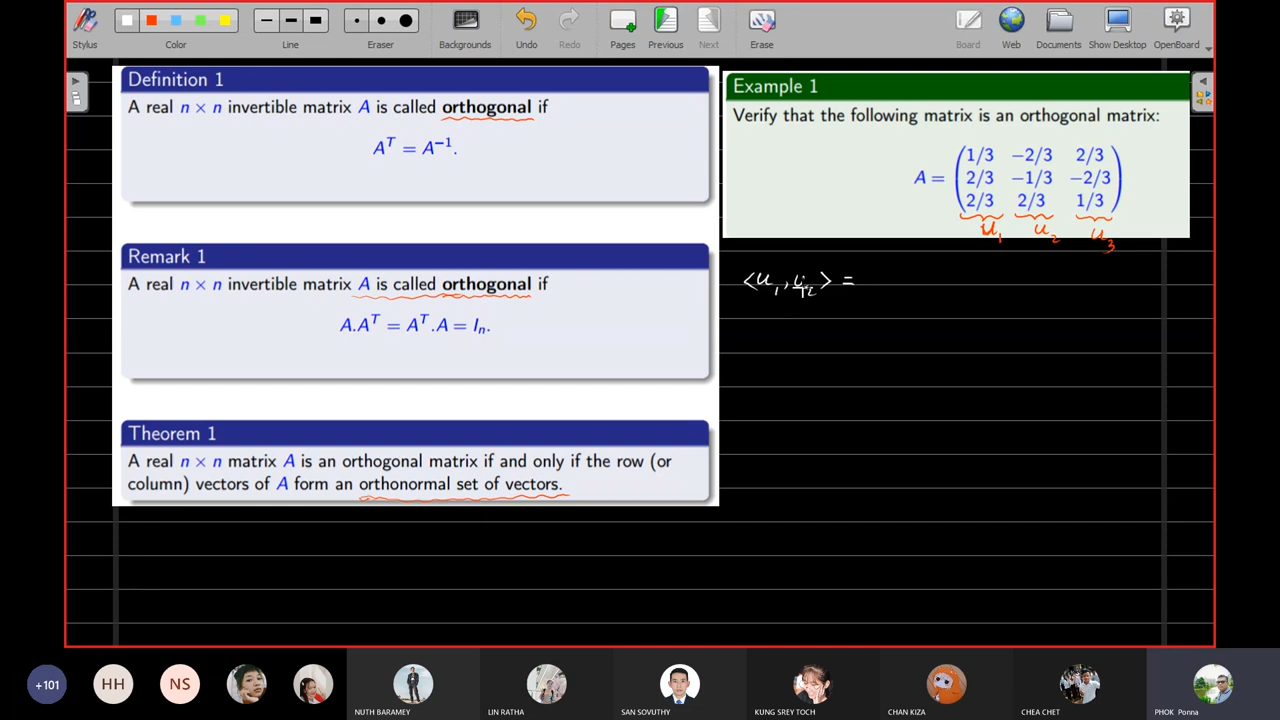 Stylus
Color
Line
Eraser
Backgrounds
Undo
Redo
Pages
Previous
Next
Erase
Board
Web
Documents
Show Desktop
OpenBoard
Definition 1
A real n × n invertible matrix A is called orthogonal if
Aᵀ = A⁻¹.
Remark 1
A real n × n invertible matrix A is called orthogonal if
A.Aᵀ = Aᵀ.A = Iₙ.
Theorem 1
A real n × n matrix A is an orthogonal matrix if and only if the row (or
column) vectors of A form an orthonormal set of vectors.
Example 1
Verify that the following matrix is an orthogonal matrix:
1/3 −2/3 2/3
A = 2/3 −1/3 −2/3
2/3 2/3 1/3
u₁ u₂ u₃
<u₁, u₂> =
+101
HH
NS
NUTH BARAMEY
LIN RATHA
SAN SOVUTHY
KUNG SREY TOCH
CHAN KIZA
CHEA CHET
PHOK Ponna